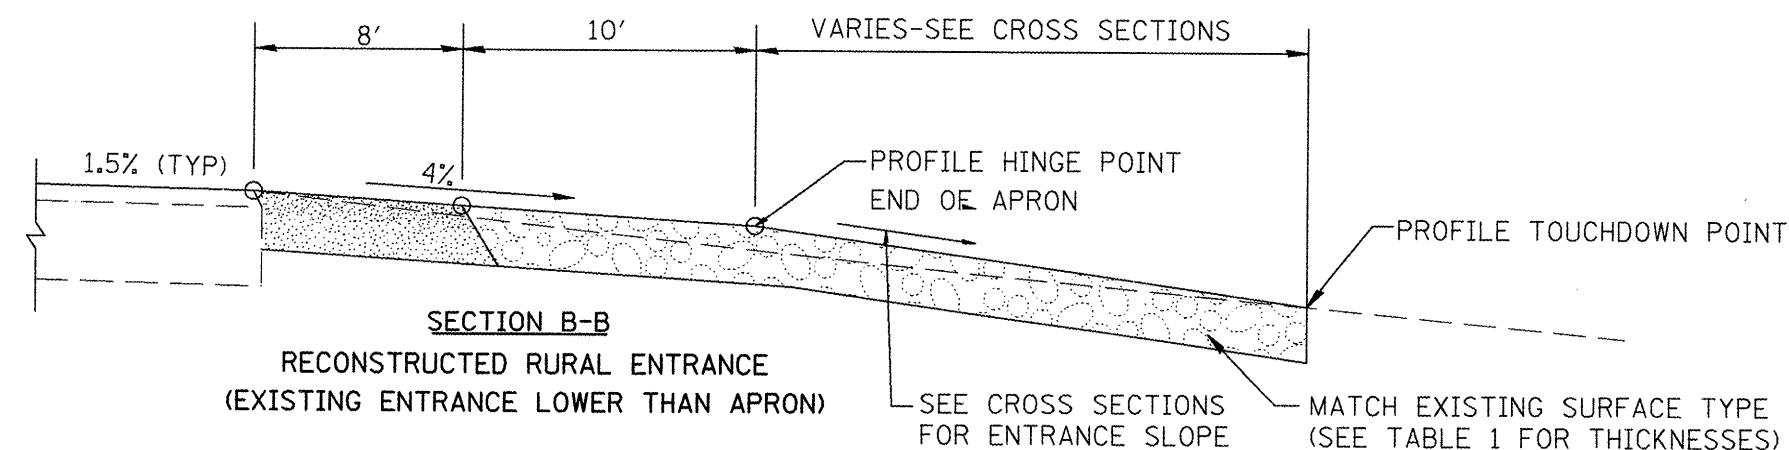 8'
10'
VARIES-SEE CROSS SECTIONS
1.5% (TYP)
4%
PROFILE HINGE POINT
END OF APRON
PROFILE TOUCHDOWN POINT
SECTION B-B
RECONSTRUCTED RURAL ENTRANCE
(EXISTING ENTRANCE LOWER THAN APRON)
SEE CROSS SECTIONS
FOR ENTRANCE SLOPE
MATCH EXISTING SURFACE TYPE
(SEE TABLE 1 FOR THICKNESSES)